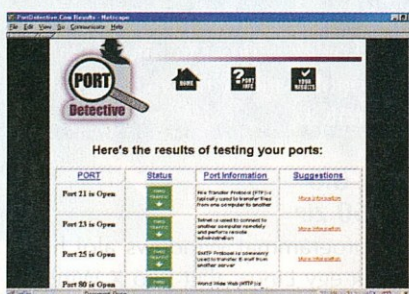 PortDetective.Com Results - Netscape
File Edit View Go Communicator Help
PORT
Detective
HOME
? PORT INFO
YOUR RESULTS
Here's the results of testing your ports:
PORT Status Port Information Suggestions
Port 21 is Open File Transfer Protocol (FTP) is
typically used to transfer files
from one computer to another
More Information
Port 23 is Open Telnet is used to connect to
another computer remotely
and perform remote
administration
More Information
Port 25 is Open SMTP Protocol is commonly
used to transfer E-mail from
another server
More Information
Port 80 is Open World Wide Web (HTTP) is